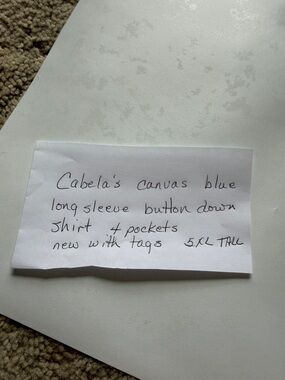 Cabela's canvas blue
long sleeve button down
shirt 4 pockets
new with tags 5XL TALL